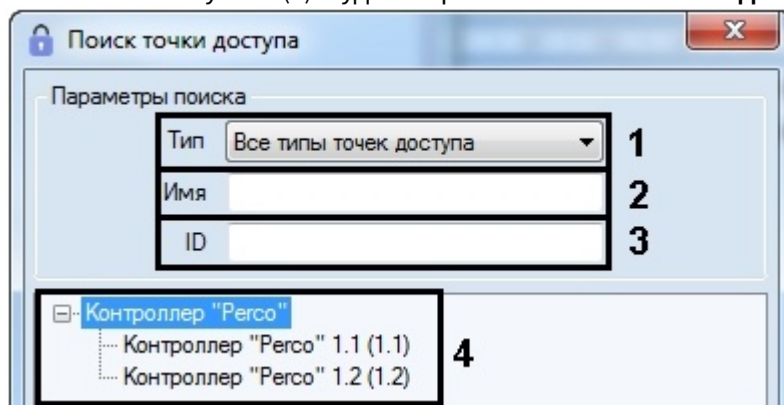 Поиск точки доступа
Параметры поиска
Тип Все типы точек доступа 1
Имя 2
ID 3
Контроллер "Perco"
Контроллер "Perco" 1.1 (1.1)
Контроллер "Perco" 1.2 (1.2)
4